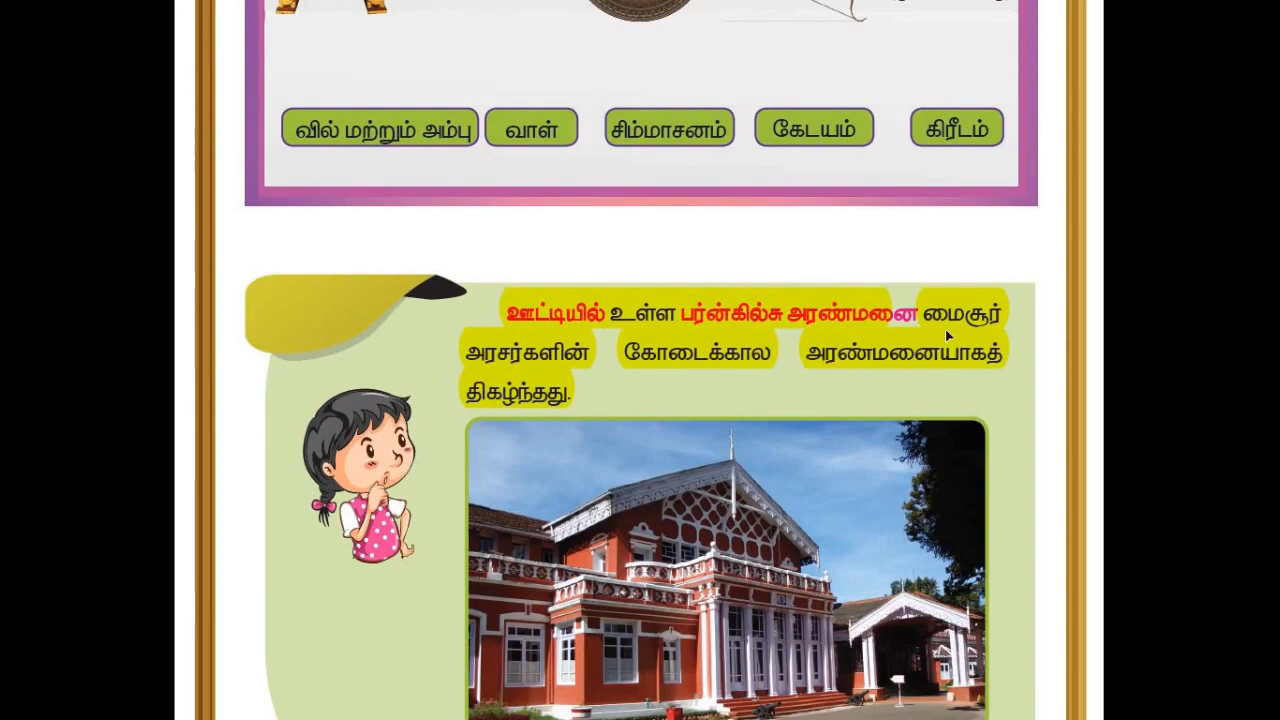 வில் மற்றும் அம்பு வாள் சிம்மாசனம் கேடயம் கிரீடம்
ஊட்டியில் உள்ள பர்ன்கில்சு அரண்மனை மைசூர்
அரசர்களின் கோடைக்கால அரண்மனையாகத்
திகழ்ந்தது.